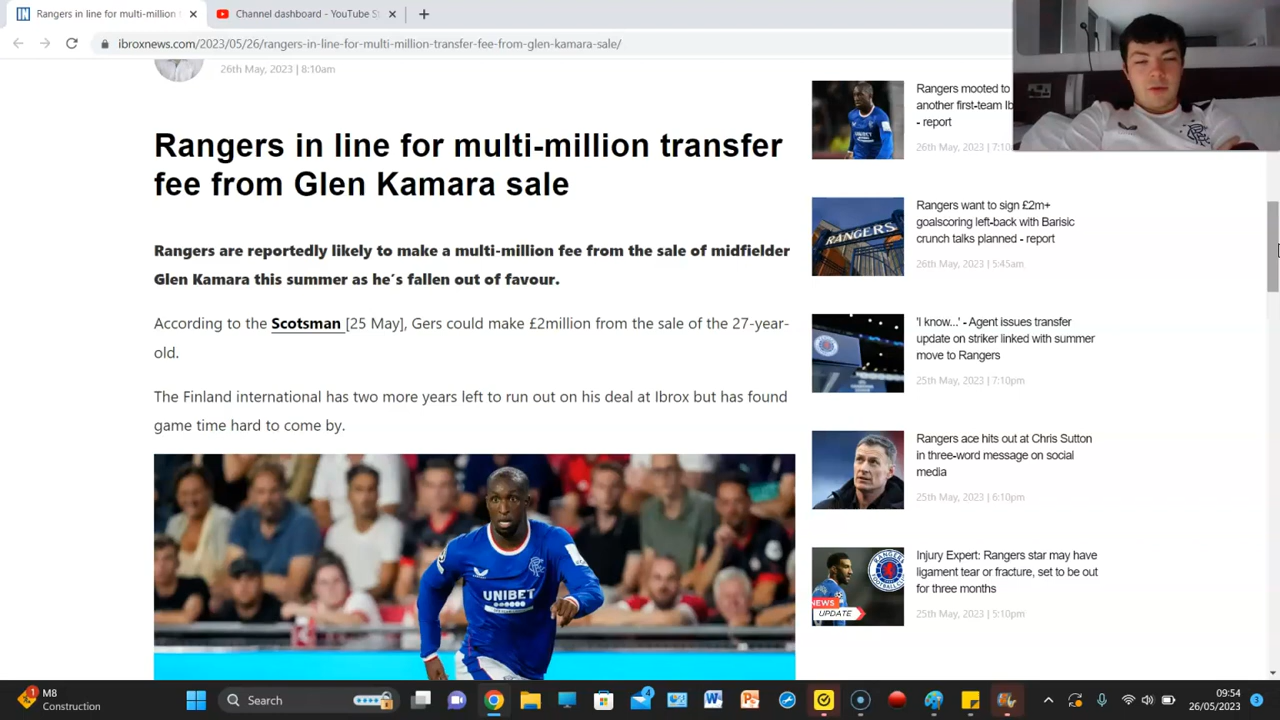 Rangers in line for multi-million
Channel dashboard - YouTube S
ibroxnews.com/2023/05/26/rangers-in-line-for-multi-million-transfer-fee-from-glen-kamara-sale/
26th May, 2023 | 8:10am
Rangers in line for multi-million transfer
fee from Glen Kamara sale
Rangers are reportedly likely to make a multi-million fee from the sale of midfielder
Glen Kamara this summer as he's fallen out of favour.
According to the Scotsman [25 May], Gers could make £2million from the sale of the 27-year-
old.
The Finland international has two more years left to run out on his deal at Ibrox but has found
game time hard to come by.
UNIBET
Rangers mooted to
another first-team Ib
- report
26th May, 2023 | 7:10
RANGERS
Rangers want to sign £2m+
goalscoring left-back with Barisic
crunch talks planned - report
26th May, 2023 | 5:45am
'I know...' - Agent issues transfer
update on striker linked with summer
move to Rangers
25th May, 2023 | 7:10pm
Rangers ace hits out at Chris Sutton
in three-word message on social
media
25th May, 2023 | 6:10pm
NEWS
UPDATE
Injury Expert: Rangers star may have
ligament tear or fracture, set to be out
for three months
25th May, 2023 | 5:10pm
1
M8
Construction
Search
4
09:54
26/05/2023